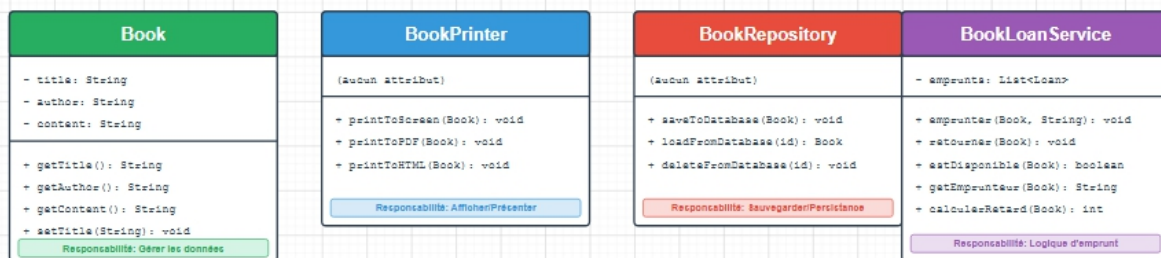 Book
- title: String
- author: String
- content: String
+ getTitle(): String
+ getAuthor(): String
+ getContent(): String
+ setTitle(String): void
Responsabilité: Gérer les données
BookPrinter
(aucun attribut)
+ printToScreen(Book): void
+ printToPDF(Book): void
+ printToHTML(Book): void
Responsabilité: Afficher/Présenter
BookRepository
(aucun attribut)
+ saveToDatabase(Book): void
+ loadFromDatabase(id): Book
+ deleteFromDatabase(id): void
Responsabilité: Sauvegarder/Persistance
BookLoanService
- emprunts: List<Loan>
+ emprunter(Book, String): void
+ retourner(Book): void
+ estDisponible(Book): boolean
+ getEmprunteur(Book): String
+ calculerRetard(Book): int
Responsabilité: Logique d'emprunt